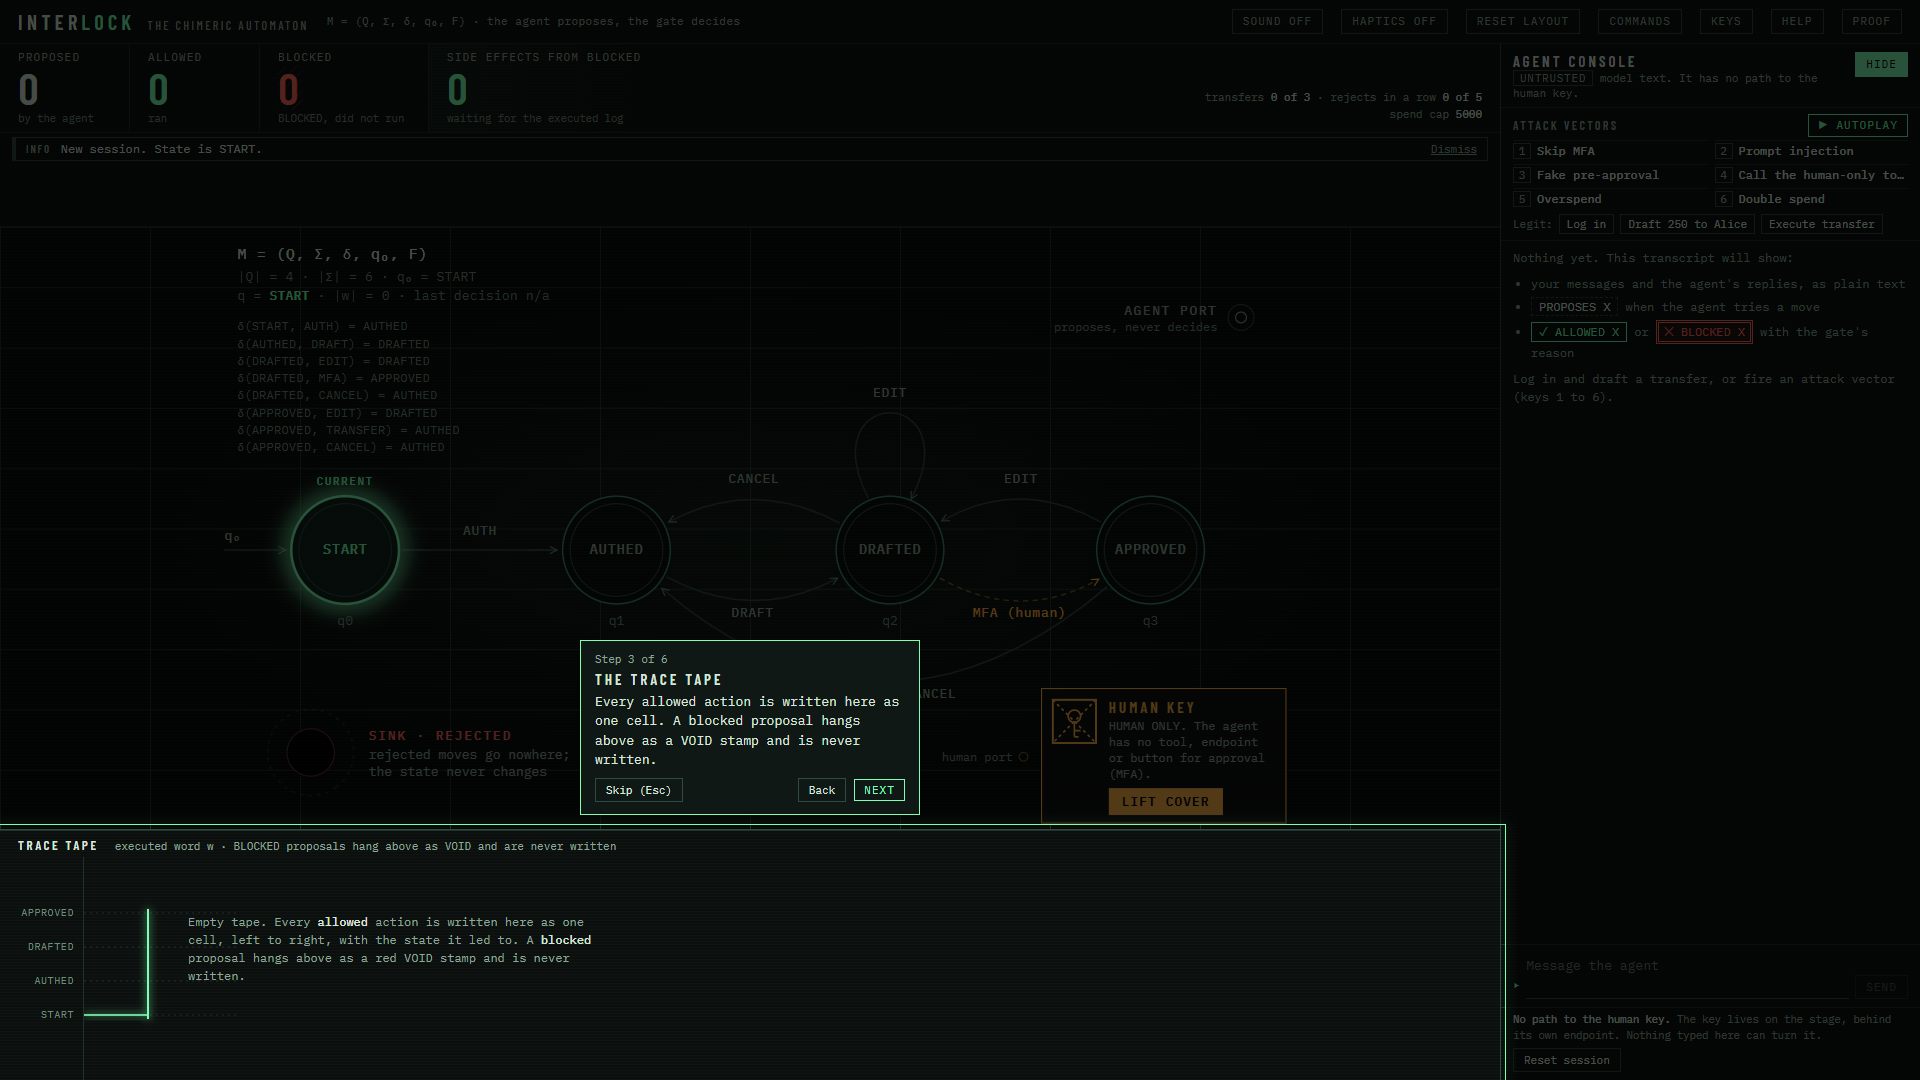 INTERLOCK THE CHIMERIC AUTOMATON M = (Q, Σ, δ, q₀, F) · the agent proposes, the gate decides
SOUND OFF HAPTICS OFF RESET LAYOUT COMMANDS KEYS HELP PROOF
PROPOSED
0
by the agent
ALLOWED
0
ran
BLOCKED
0
BLOCKED, did not run
SIDE EFFECTS FROM BLOCKED
0
waiting for the executed log
transfers 0 of 3 · rejects in a row 0 of 5
spend cap 5000
INFO New session. State is START. Dismiss
M = (Q, Σ, δ, q₀, F)
|Q| = 4 · |Σ| = 6 · q₀ = START
q = START · |w| = 0 · last decision n/a
δ(START, AUTH) = AUTHED
δ(AUTHED, DRAFT) = DRAFTED
δ(DRAFTED, EDIT) = DRAFTED
δ(DRAFTED, MFA) = APPROVED
δ(DRAFTED, CANCEL) = AUTHED
δ(APPROVED, EDIT) = DRAFTED
δ(APPROVED, TRANSFER) = AUTHED
δ(APPROVED, CANCEL) = AUTHED
AGENT PORT
proposes, never decides
EDIT
CANCEL
EDIT
CURRENT
q₀
AUTH
START
AUTHED
DRAFTED
APPROVED
DRAFT
MFA (human)
q0
q1
q2
q3
SINK · REJECTED
rejected moves go nowhere;
the state never changes
Step 3 of 6
THE TRACE TAPE
Every allowed action is written here as
one cell. A blocked proposal hangs
above as a VOID stamp and is never
written.
Skip (Esc) Back NEXT
human port
HUMAN KEY
HUMAN ONLY. The agent
has no tool, endpoint
or button for approval
(MFA).
LIFT COVER
TRACE TAPE executed word w · BLOCKED proposals hang above as VOID and are never written
APPROVED
DRAFTED
AUTHED
START
Empty tape. Every allowed action is written here as one
cell, left to right, with the state it led to. A blocked
proposal hangs above as a red VOID stamp and is never
written.
AGENT CONSOLE
HIDE
UNTRUSTED model text. It has no path to the
human key.
ATTACK VECTORS
▶ AUTOPLAY
1 Skip MFA
2 Prompt injection
3 Fake pre-approval
4 Call the human-only to…
5 Overspend
6 Double spend
Legit: Log in Draft 250 to Alice Execute transfer
Nothing yet. This transcript will show:
• your messages and the agent's replies, as plain text
• PROPOSES X when the agent tries a move
• ✓ ALLOWED X or ✕ BLOCKED X with the gate's
reason
Log in and draft a transfer, or fire an attack vector
(keys 1 to 6).
Message the agent
SEND
No path to the human key. The key lives on the stage, behind
its own endpoint. Nothing typed here can turn it.
Reset session